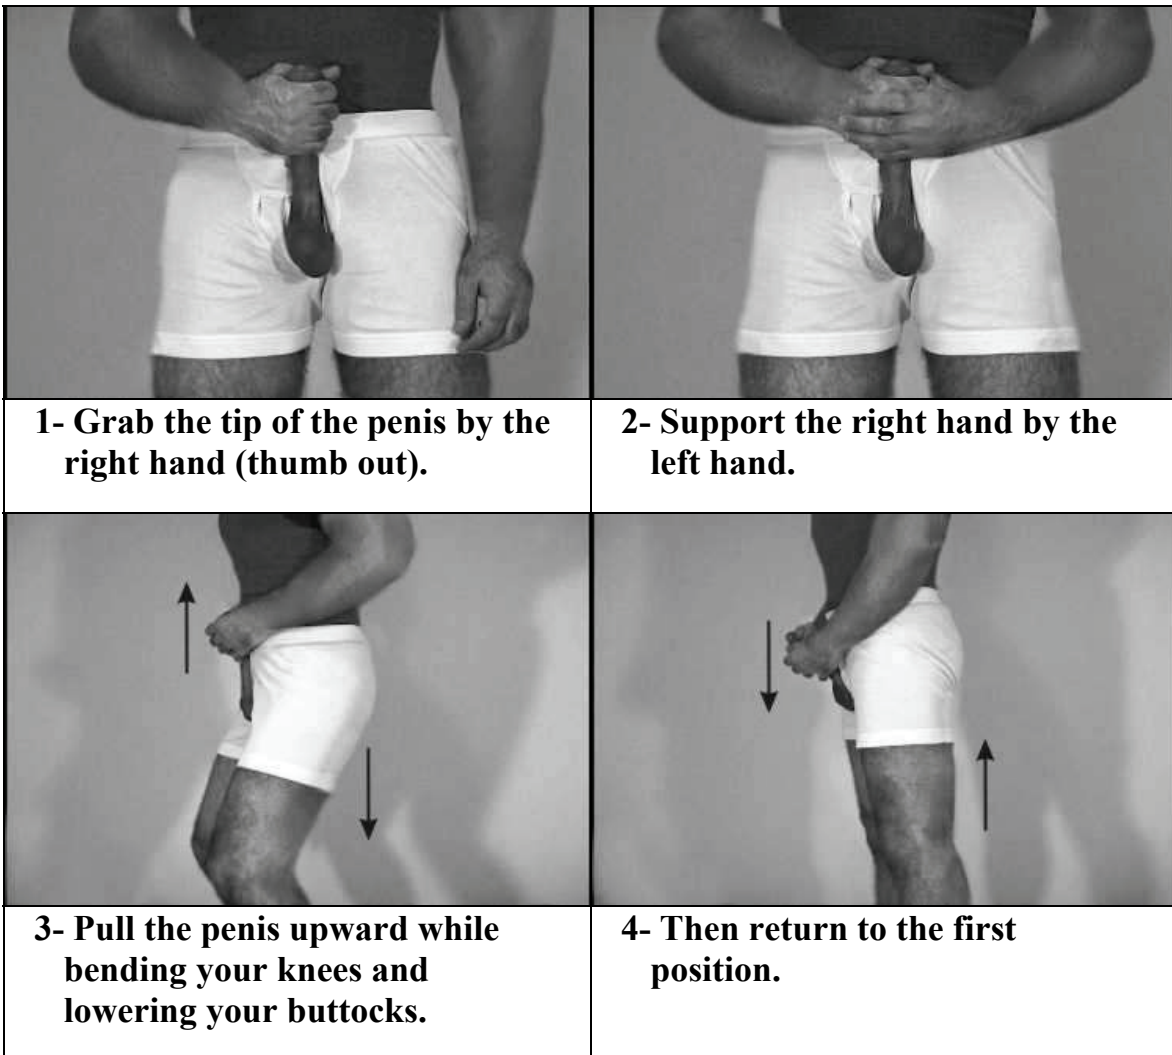 1- Grab the tip of the penis by the
right hand (thumb out).
2- Support the right hand by the
left hand.
3- Pull the penis upward while
bending your knees and
lowering your buttocks.
4- Then return to the first
position.